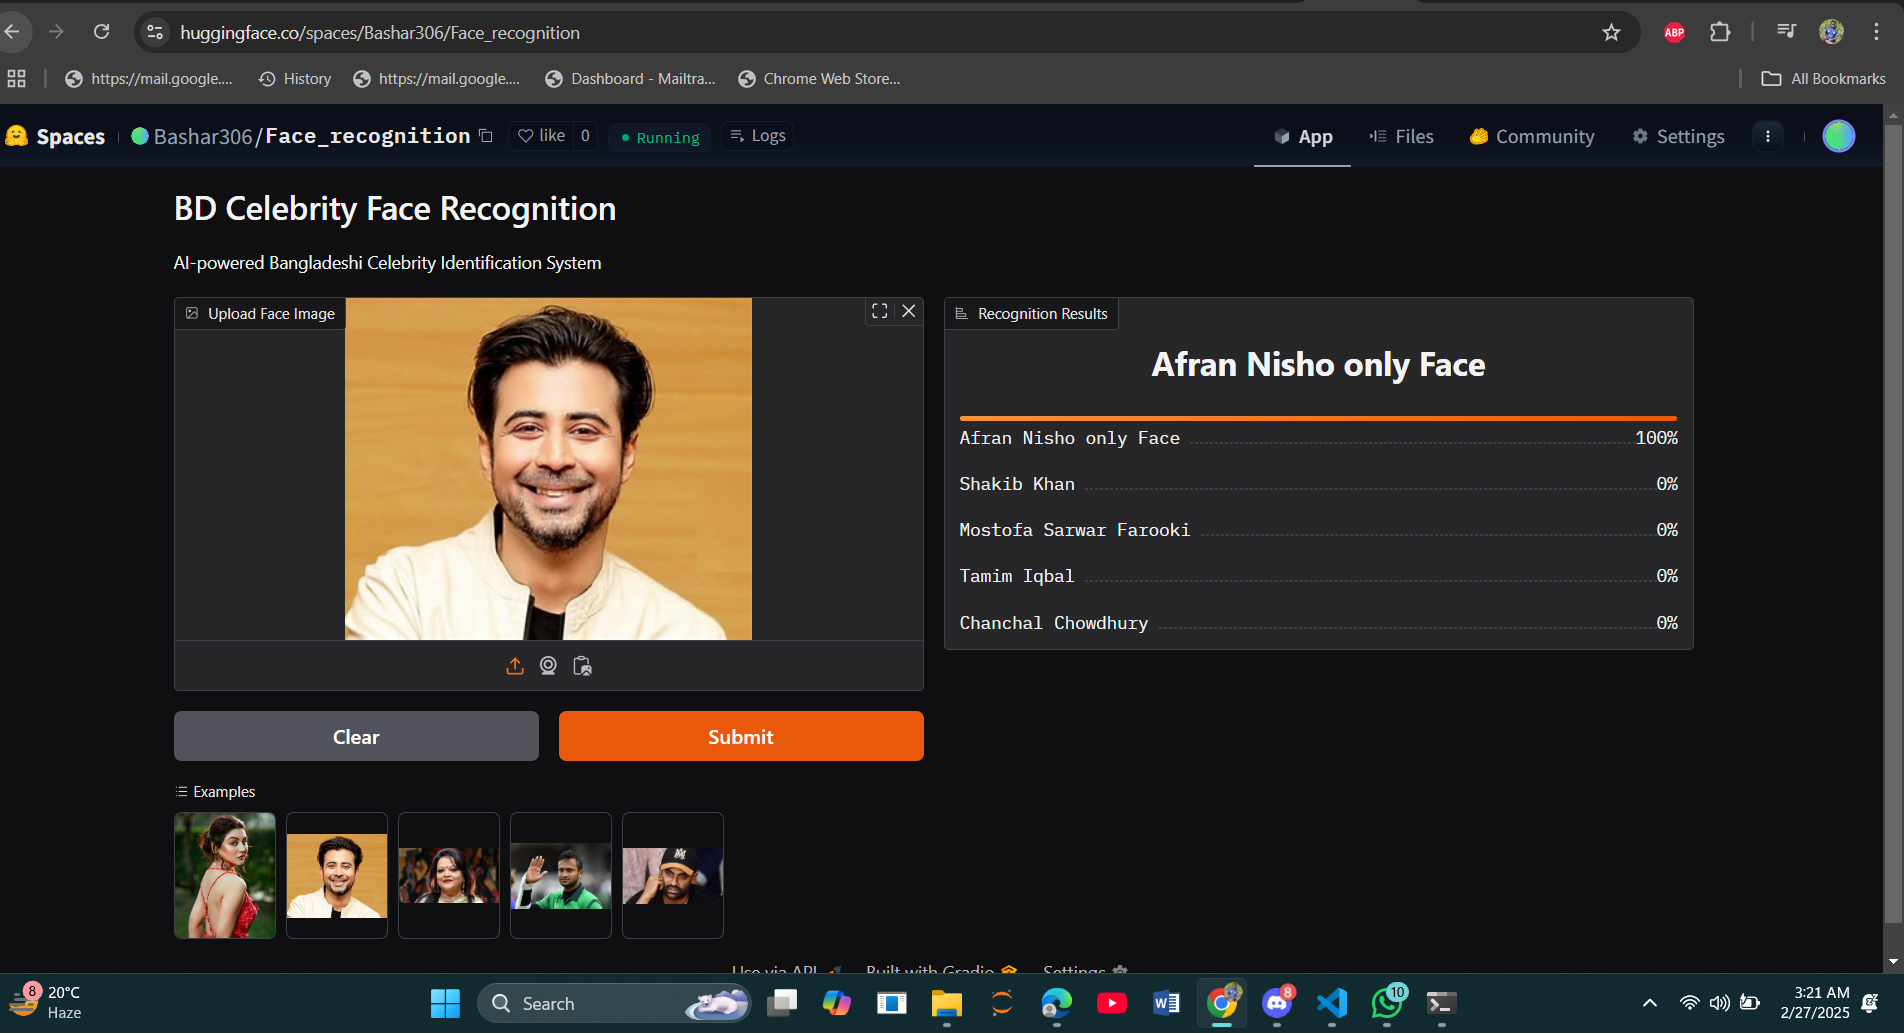 huggingface.co/spaces/Bashar306/Face_recognition
ABP
https://mail.google.... History https://mail.google.... Dashboard - Mailtra... Chrome Web Store... All Bookmarks
Spaces Bashar306/Face_recognition like 0 Running Logs App Files Community Settings
BD Celebrity Face Recognition
AI-powered Bangladeshi Celebrity Identification System
Upload Face Image
Recognition Results
Afran Nisho only Face
Afran Nisho only Face 100%
Shakib Khan 0%
Mostofa Sarwar Farooki 0%
Tamim Iqbal 0%
Chanchal Chowdhury 0%
Clear Submit
Examples
Use via API Built with Gradio Settings
8 20°C
Haze
Search
8
10
3:21 AM
2/27/2025